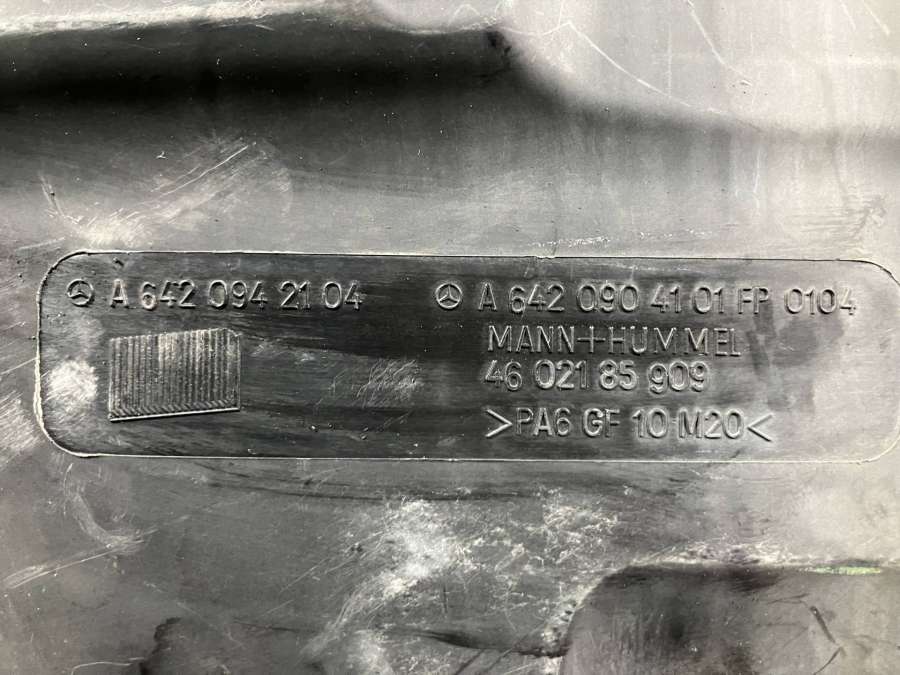 A 642 094 21 04
A 642 090 41 01 FP 0104
MANN+HUMMEL
46 021 85 909
>PA6 GF 10 M20<